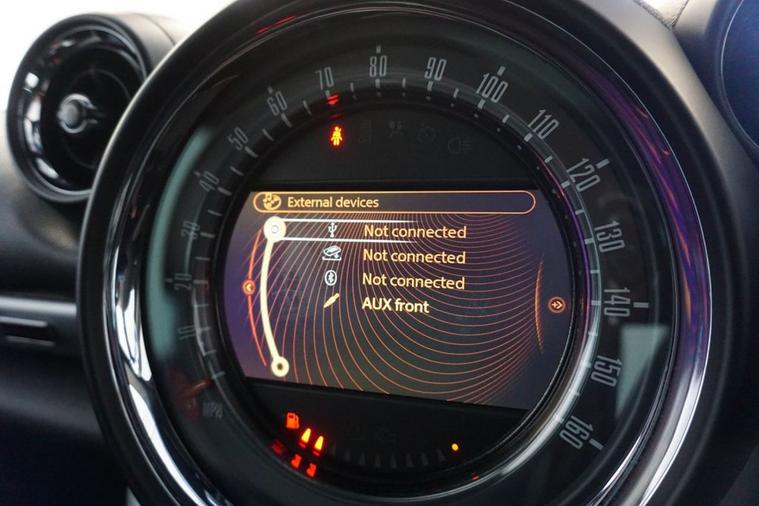 External devices
Not connected
Not connected
Not connected
AUX front
10
20
30
40
50
60
70
80
90
100
110
120
130
140
150
160
MPH